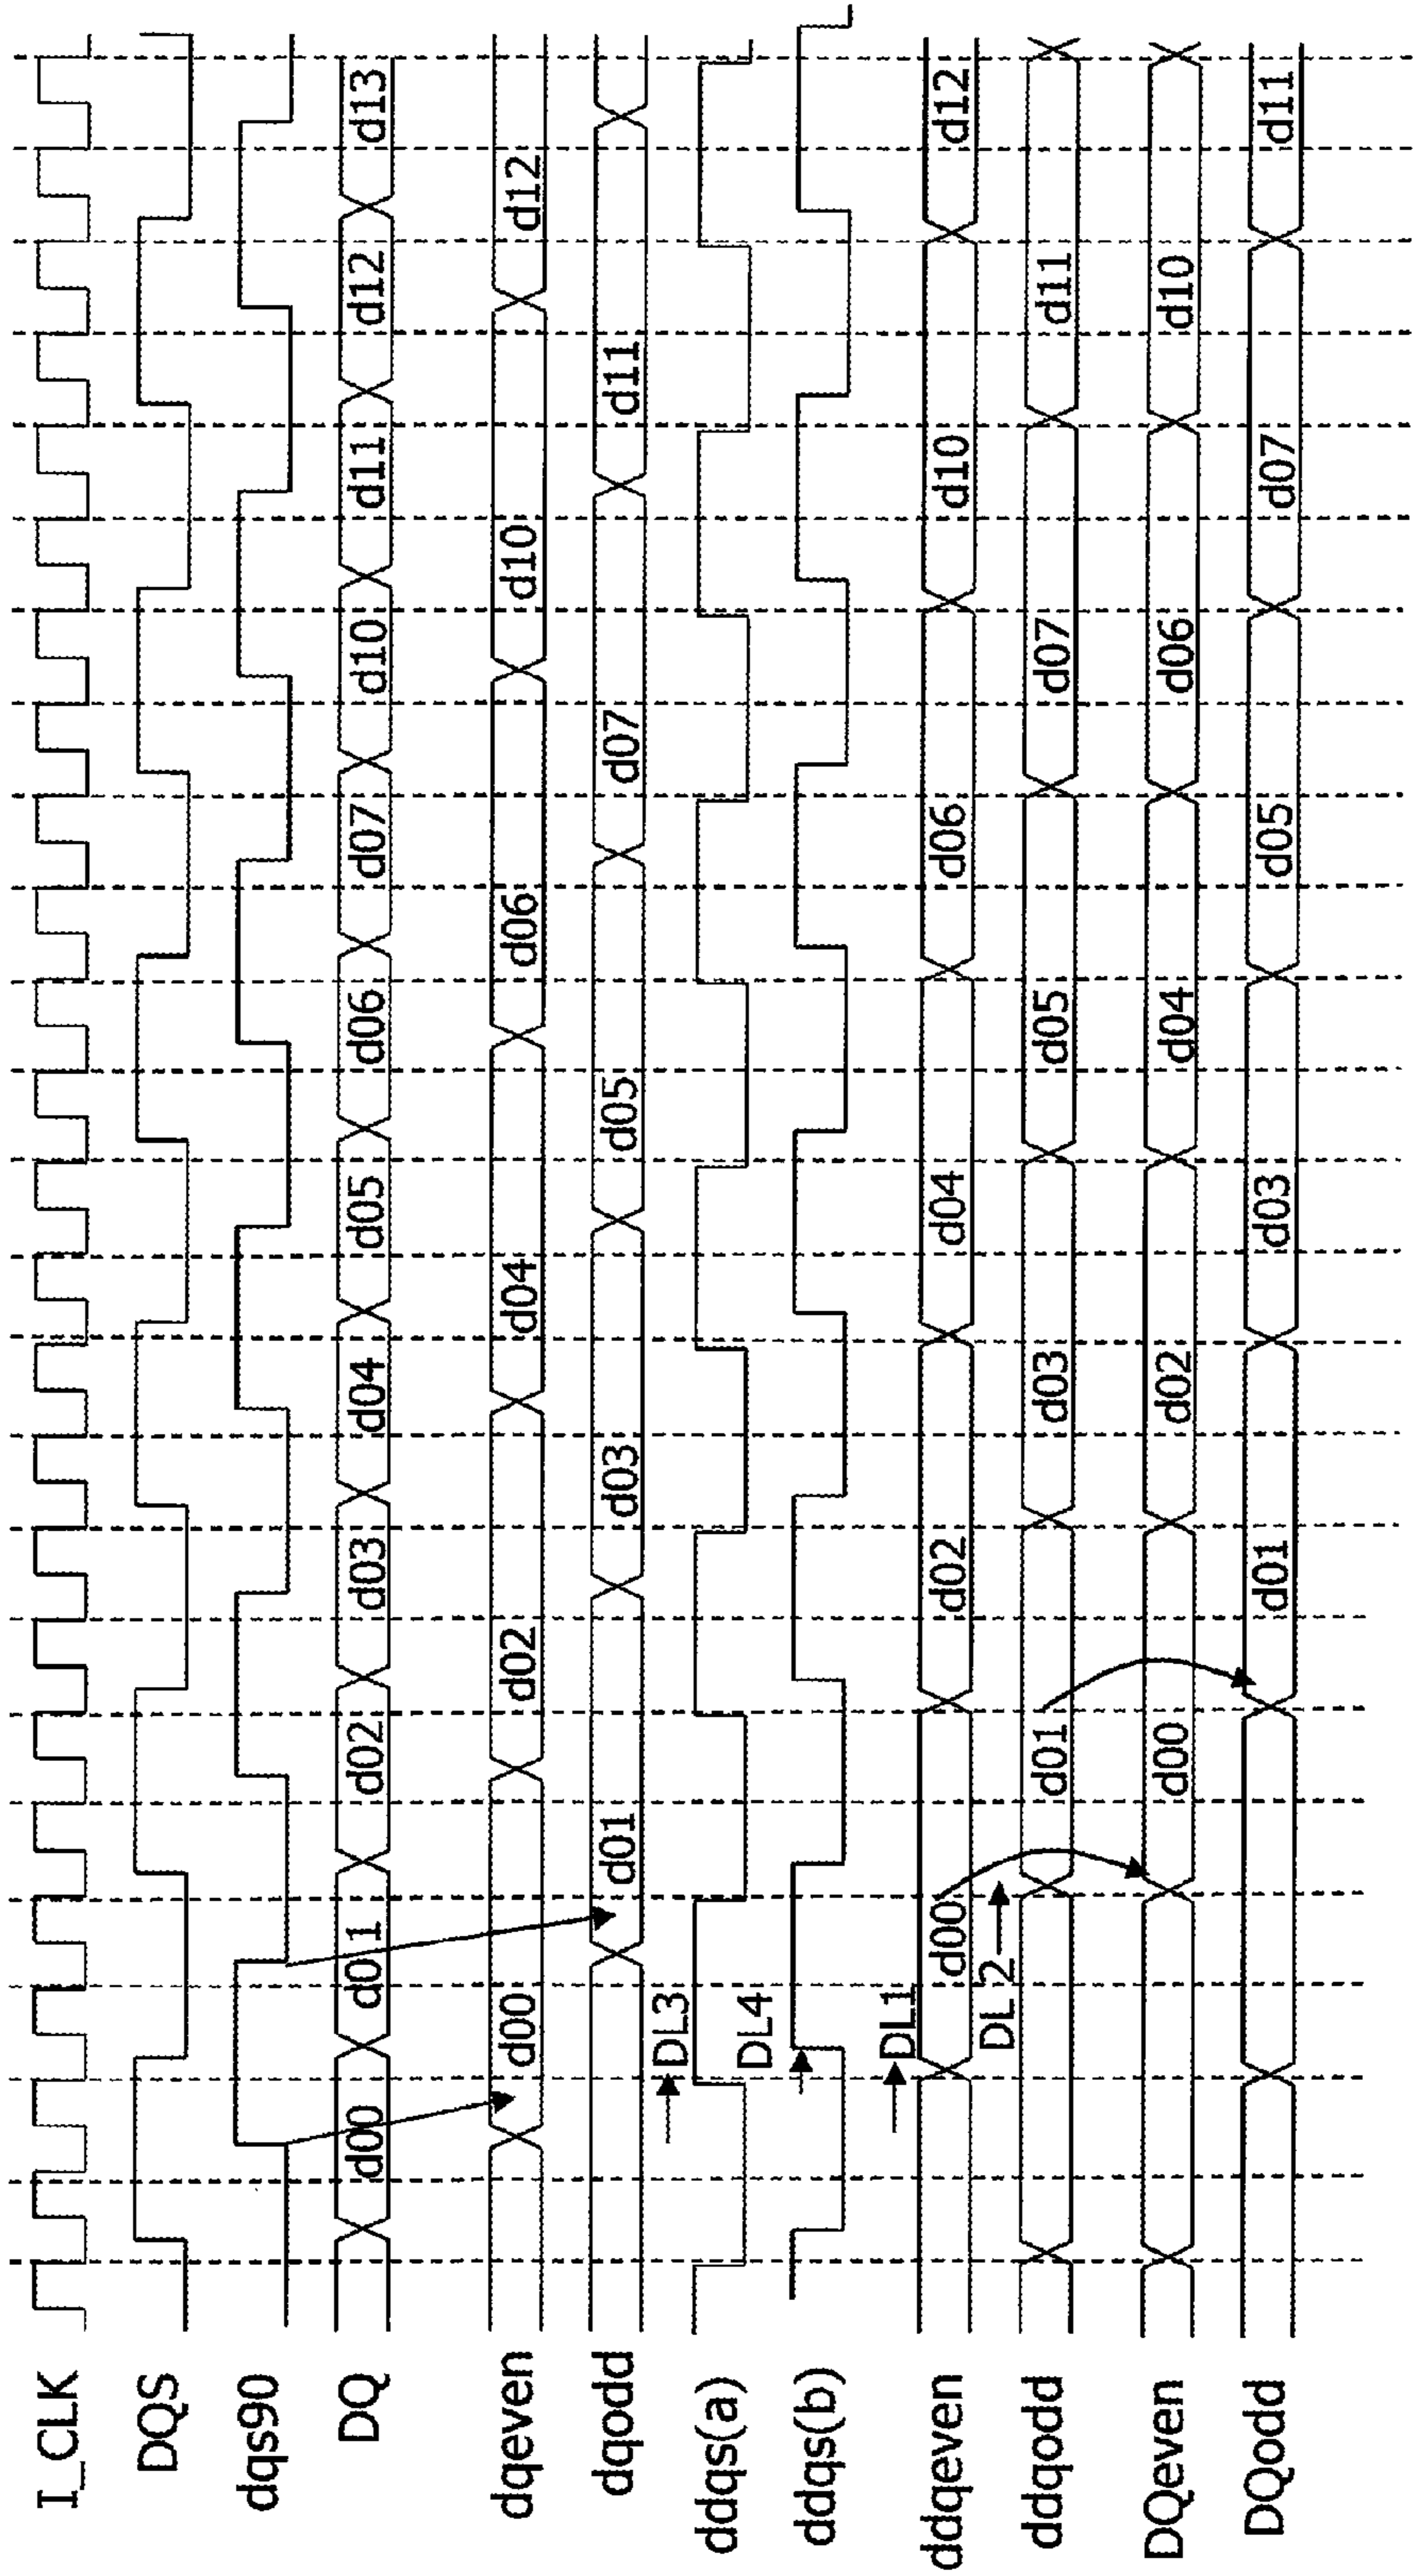 I_CLK
DQS
dqs90
DQ d00 d01 d02 d03 d04 d05 d06 d07 d10 d11 d12 d13
dqeven d00 d02 d04 d06 d10 d12
dqodd d01 d03 d05 d07 d11
DL3
ddqs(a)
DL4
ddqs(b)
DL1
ddqeven d00 d02 d04 d06 d10 d12
DL2
ddqodd d01 d03 d05 d07 d11
DQeven d00 d02 d04 d06 d10
DQodd d01 d03 d05 d07 d11